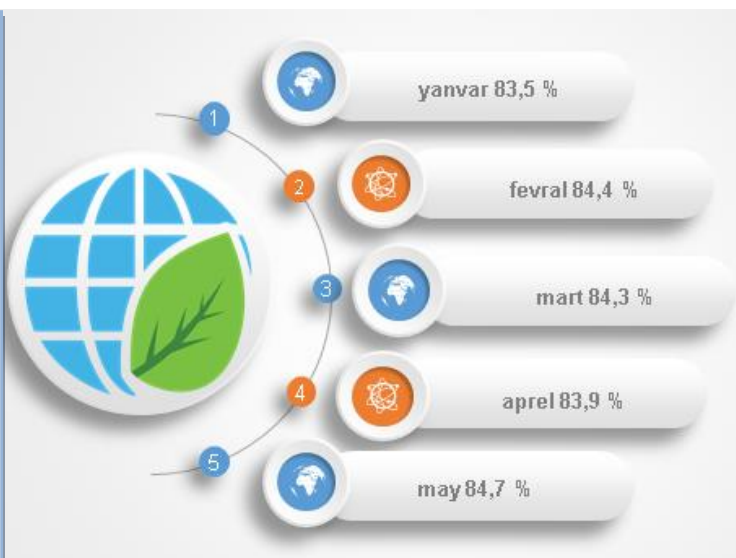 1
yanvar 83,5 %
2
fevral 84,4 %
3
mart 84,3 %
4
aprel 83,9 %
5
may 84,7 %